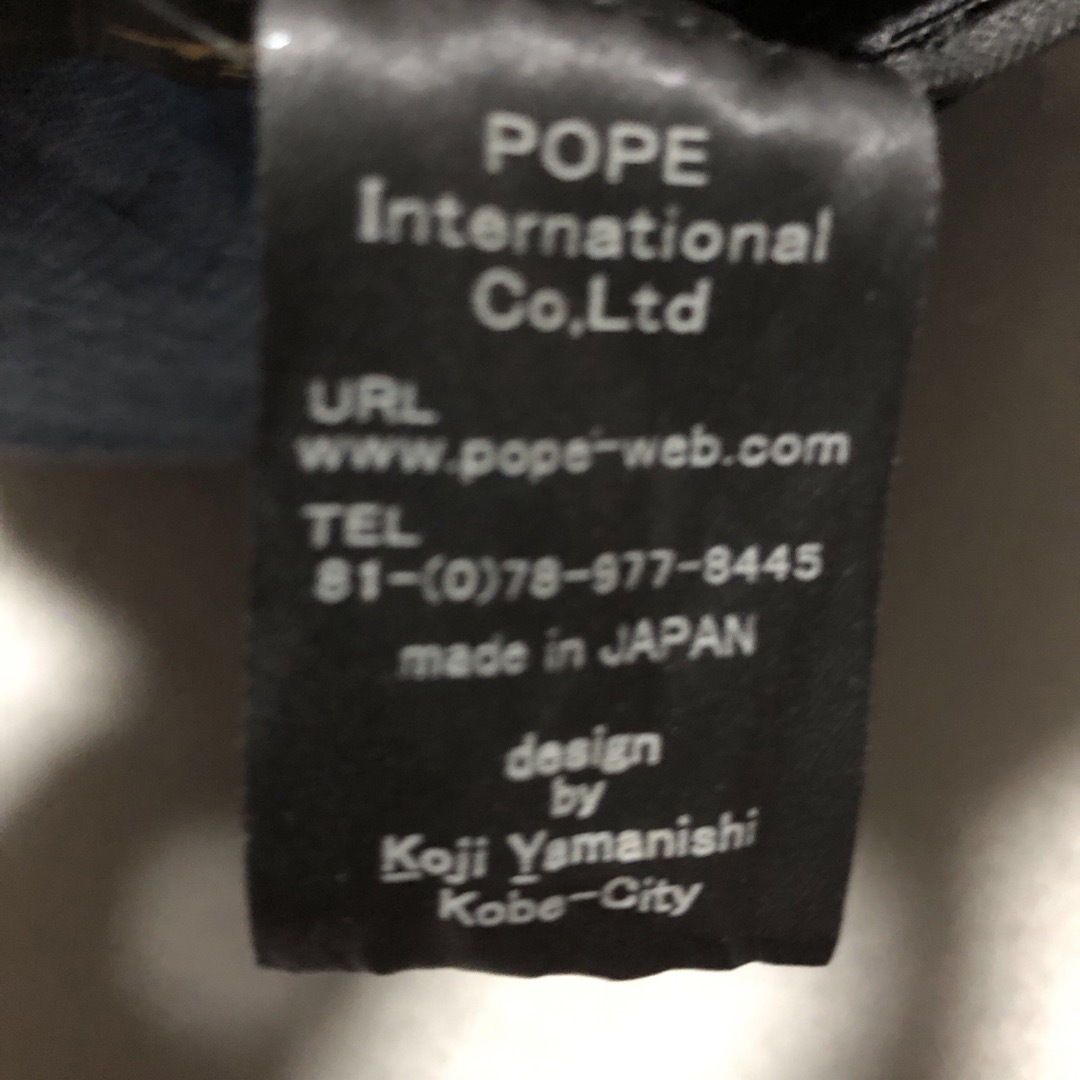 POPE
International
Co,Ltd
URL
www.pope-web.com
TEL
81-(0)78-977-8445
made in JAPAN
design
by
Koji Yamanishi
Kobe-City